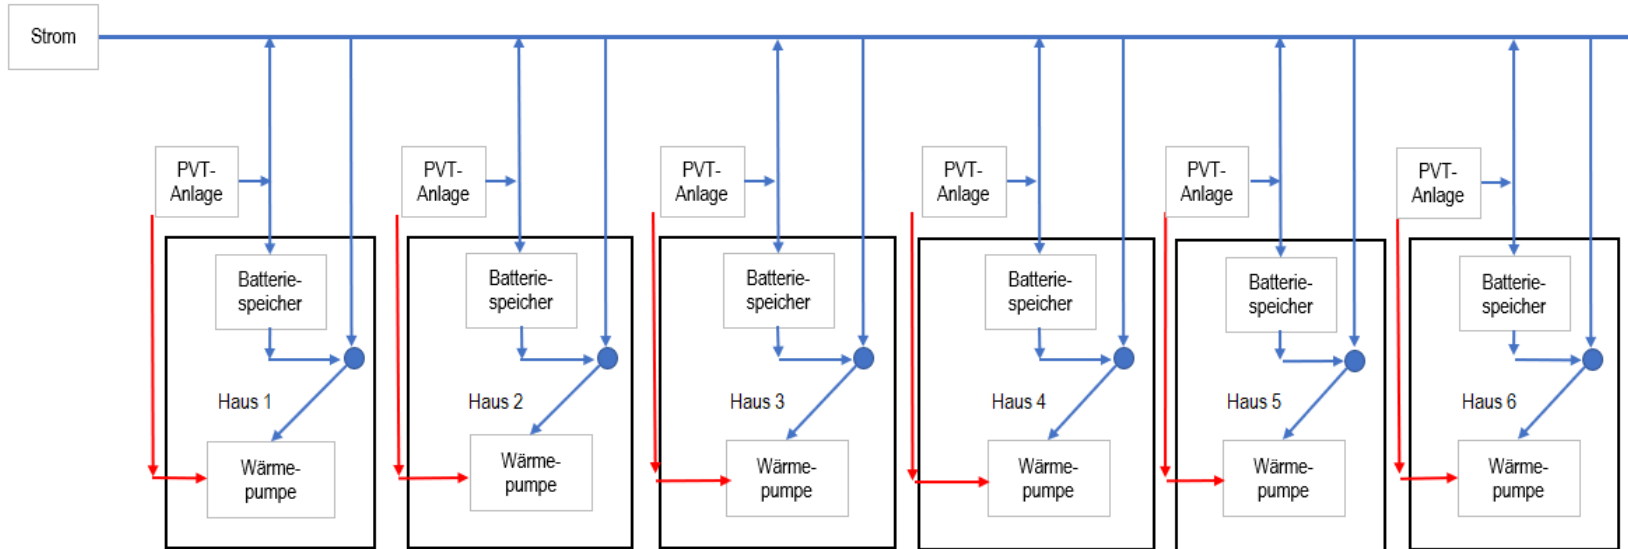 Strom
PVT-
Anlage
PVT-
Anlage
PVT-
Anlage
PVT-
Anlage
PVT-
Anlage
PVT-
Anlage
Batterie-
speicher
Batterie-
speicher
Batterie-
speicher
Batterie-
speicher
Batterie-
speicher
Batterie-
speicher
Haus 1
Haus 2
Haus 3
Haus 4
Haus 5
Haus 6
Wärme-
pumpe
Wärme-
pumpe
Wärme-
pumpe
Wärme-
pumpe
Wärme-
pumpe
Wärme-
pumpe